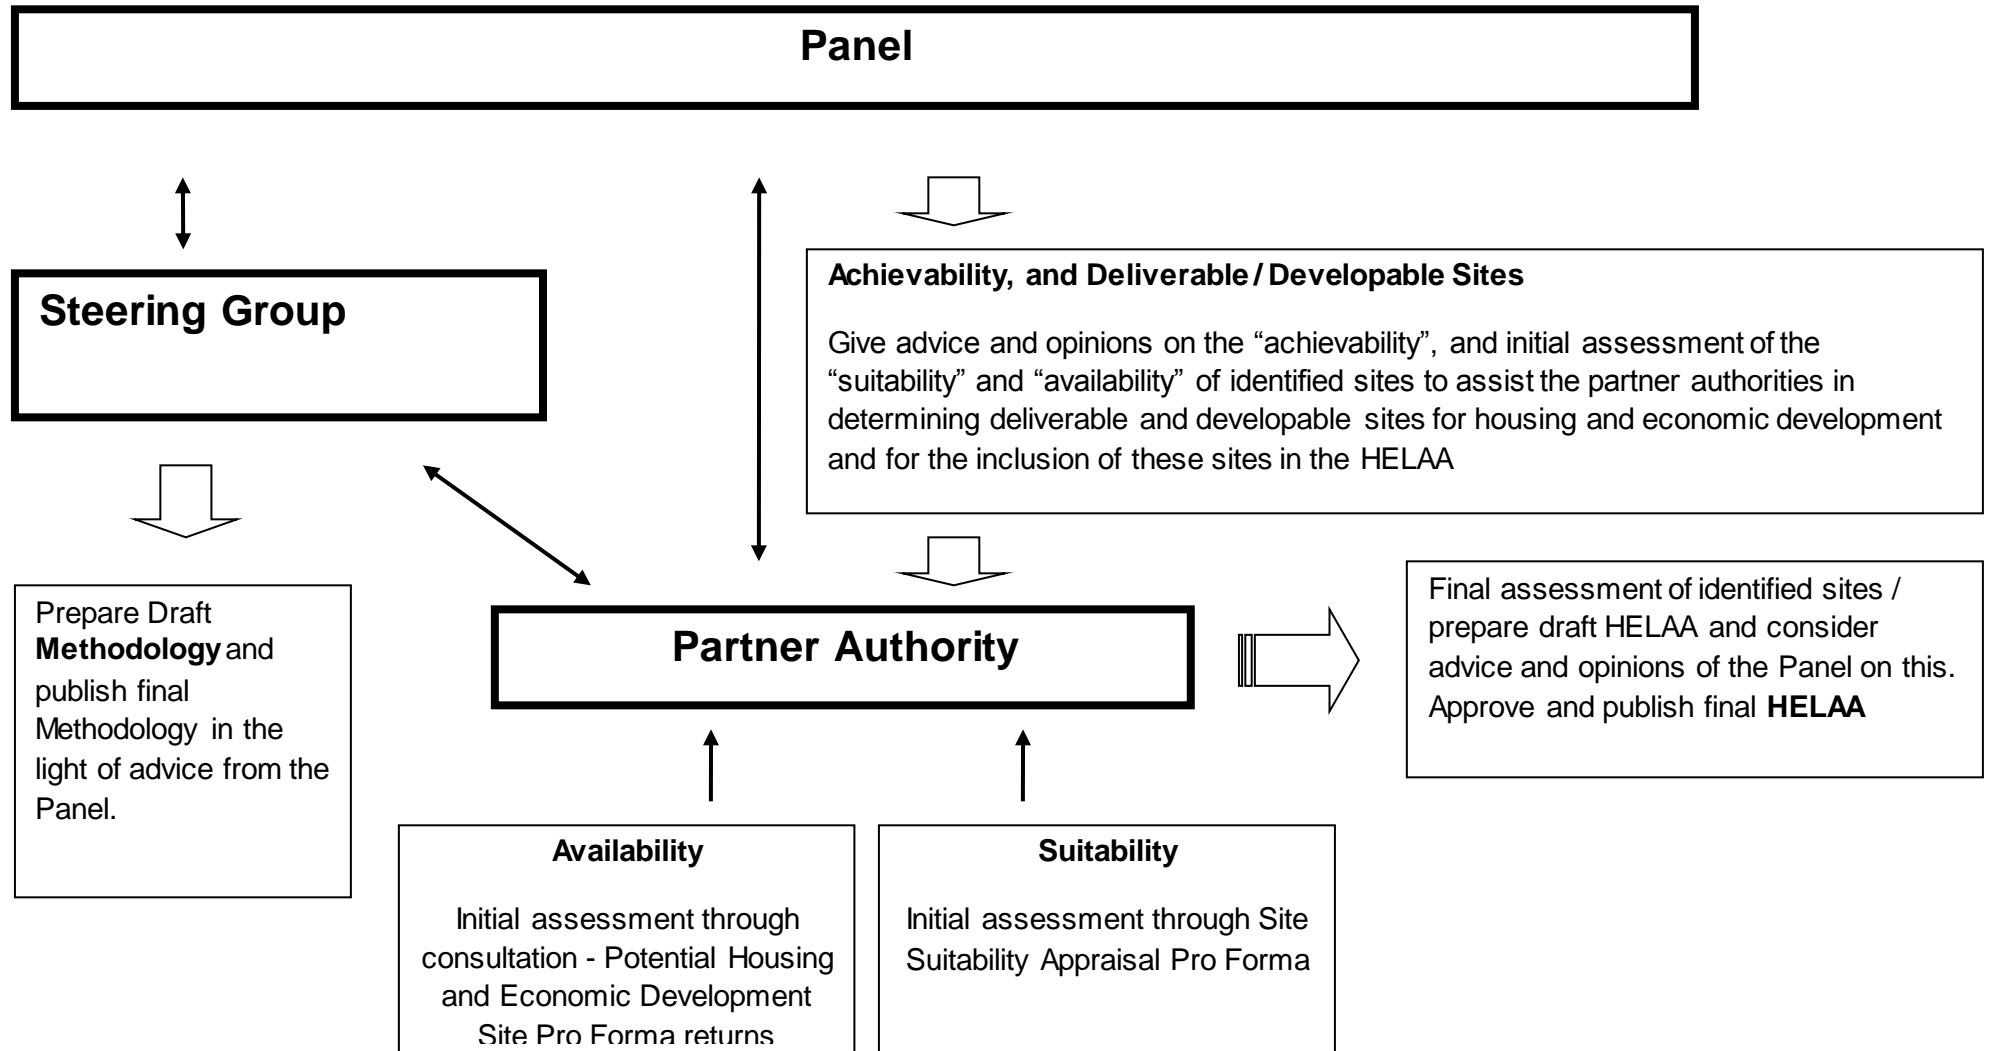 Panel
Steering Group
Achievability, and Deliverable / Developable Sites
Give advice and opinions on the “achievability”, and initial assessment of the
“suitability” and “availability” of identified sites to assist the partner authorities in
determining deliverable and developable sites for housing and economic development
and for the inclusion of these sites in the HELAA
Prepare Draft
Methodology and
publish final
Methodology in the
light of advice from the
Panel.
Partner Authority
Final assessment of identified sites /
prepare draft HELAA and consider
advice and opinions of the Panel on this.
Approve and publish final HELAA
Availability
Initial assessment through
consultation - Potential Housing
and Economic Development
Site Pro Forma returns
Suitability
Initial assessment through Site
Suitability Appraisal Pro Forma